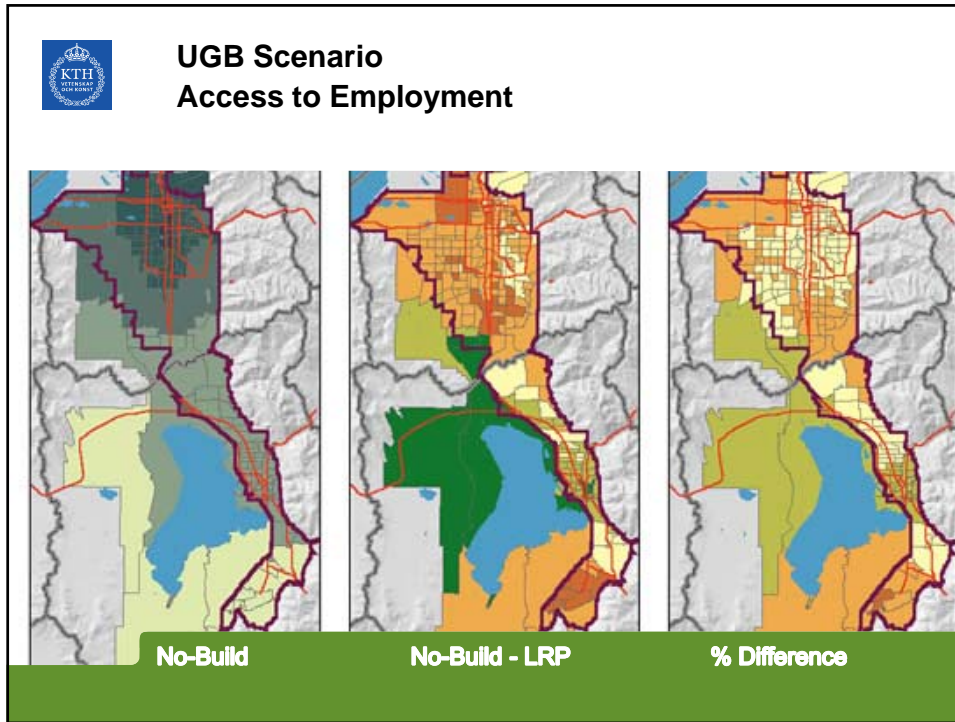 KTH
VETENSKAP
OCH KONST
UGB Scenario
Access to Employment
No-Build
No-Build - LRP
% Difference